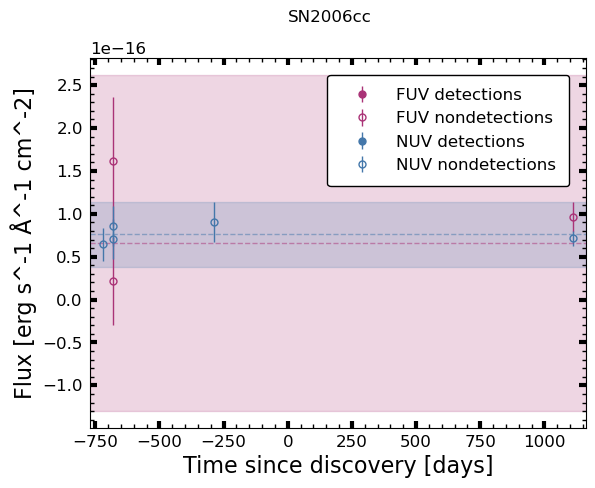 SN2006cc
1e−16
2.5
2.0
1.5
1.0
0.5
0.0
−0.5
−1.0
Flux [erg s^-1 Å^-1 cm^-2]
FUV detections
FUV nondetections
NUV detections
NUV nondetections
−750 −500 −250 0 250 500 750 1000
Time since discovery [days]